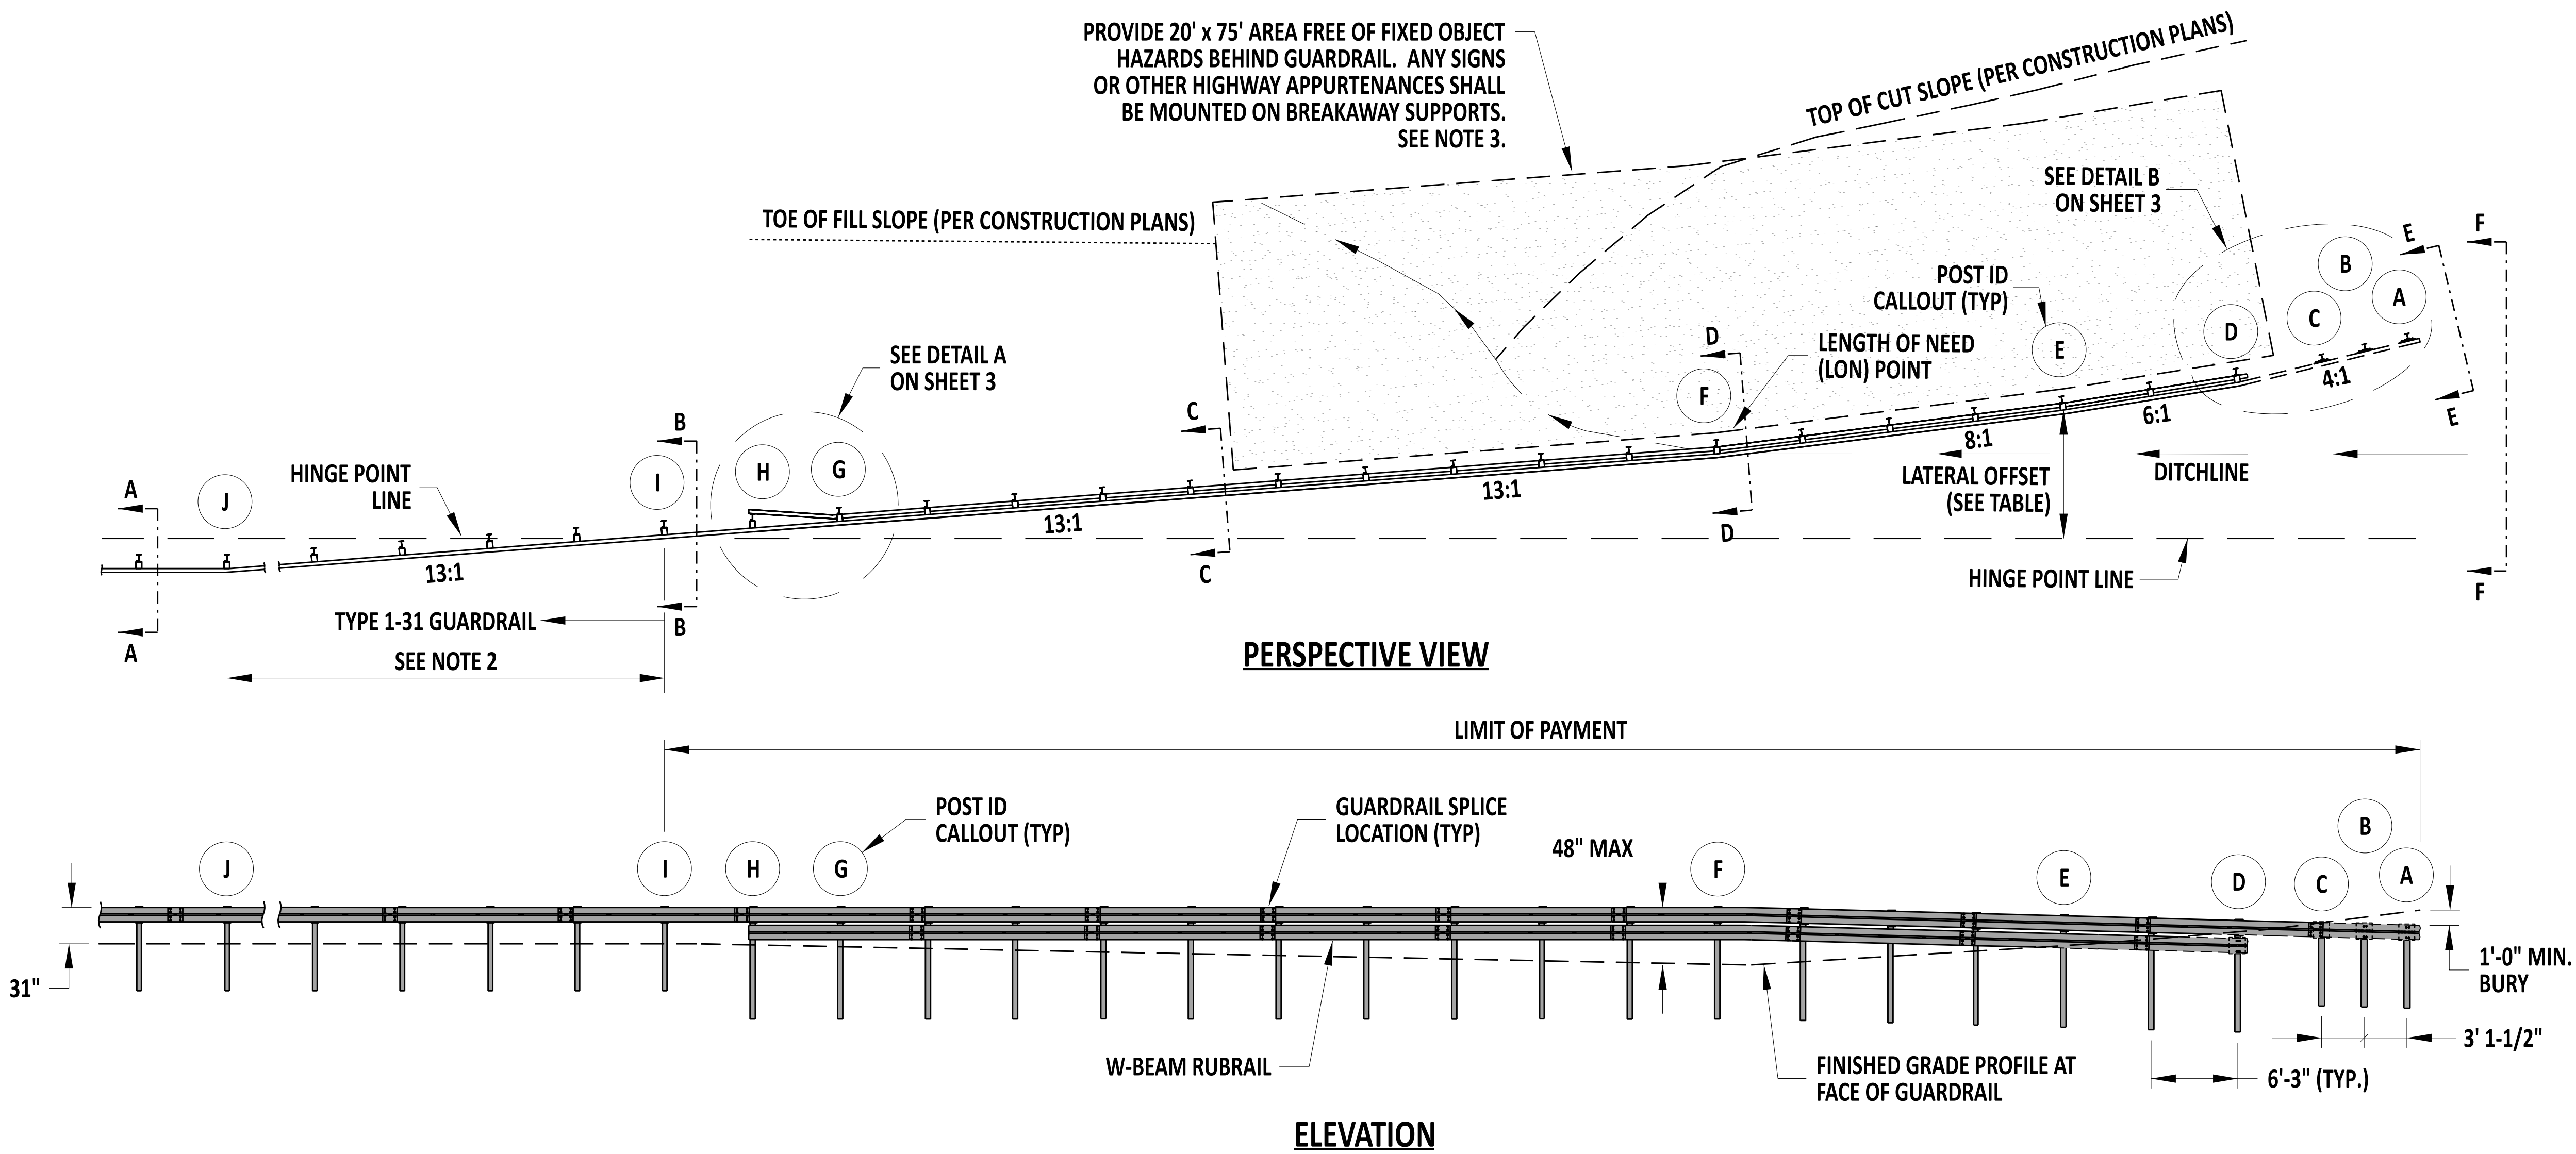 PROVIDE 20' x 75' AREA FREE OF FIXED OBJECT
HAZARDS BEHIND GUARDRAIL. ANY SIGNS
OR OTHER HIGHWAY APPURTENANCES SHALL
BE MOUNTED ON BREAKAWAY SUPPORTS.
SEE NOTE 3.
TOP OF CUT SLOPE (PER CONSTRUCTION PLANS)
TOE OF FILL SLOPE (PER CONSTRUCTION PLANS)
SEE DETAIL B
ON SHEET 3
POST ID
CALLOUT (TYP)
LENGTH OF NEED
(LON) POINT
SEE DETAIL A
ON SHEET 3
HINGE POINT
LINE
A
A
J
I
B
B
H
G
C
C
D
D
F
E
D
C
B
A
E
E
F
F
13:1
13:1
13:1
8:1
6:1
4:1
LATERAL OFFSET
(SEE TABLE)
DITCHLINE
HINGE POINT LINE
TYPE 1-31 GUARDRAIL
SEE NOTE 2
PERSPECTIVE VIEW
LIMIT OF PAYMENT
POST ID
CALLOUT (TYP)
GUARDRAIL SPLICE
LOCATION (TYP)
48" MAX
J
I
H
G
F
E
D
C
B
A
31"
1'-0" MIN.
BURY
3' 1-1/2"
6'-3" (TYP.)
W-BEAM RUBRAIL
FINISHED GRADE PROFILE AT
FACE OF GUARDRAIL
ELEVATION